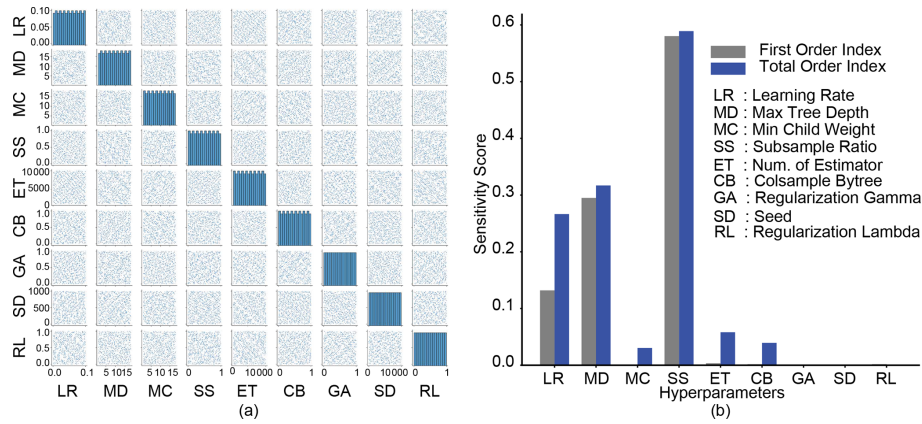 LR
0.10
0.05
0.00
MD
15
10
5
MC
15
10
5
SS
1.0
0.5
0.0
ET
10000
5000
CB
1.0
0.5
0.0
GA
1.0
0.5
0.0
SD
1000
500
0
RL
1.0
0.5
0.0
0.0 0.1 5 10 15 5 10 15 0 1 0 10000 0 1 0 1 0 1000 0 1
LR MD MC SS ET CB GA SD RL
(a)
Sensitivity Score
0.6
0.5
0.3
0.2
0.1
0.0
First Order Index
Total Order Index
LR : Learning Rate
MD : Max Tree Depth
MC : Min Child Weight
SS : Subsample Ratio
ET : Num. of Estimator
CB : Colsample Bytree
GA : Regularization Gamma
SD : Seed
RL : Regularization Lambda
LR MD MC SS ET CB GA SD RL
Hyperparameters
(b)